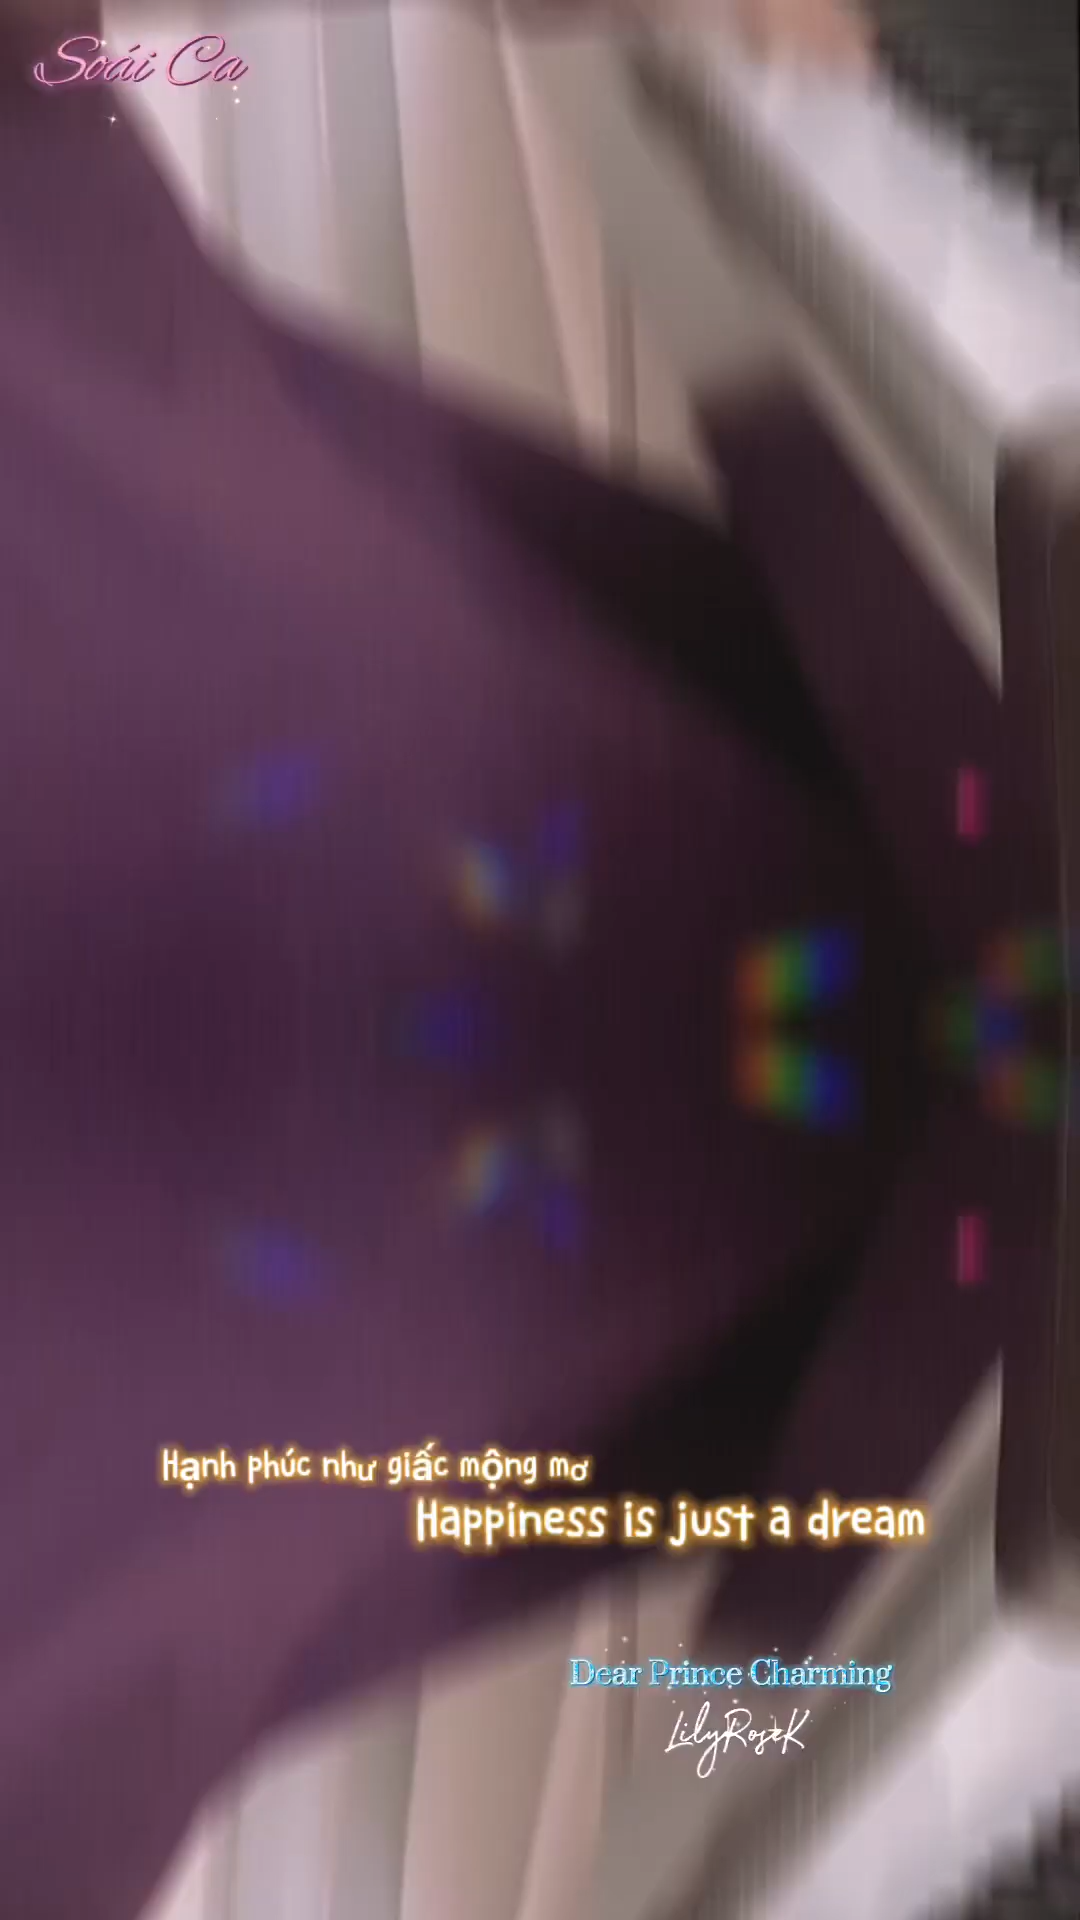 Soái Ca
Hạnh phúc như giấc mộng mơ
Happiness is just a dream
Dear Prince Charming
LilyRoseK